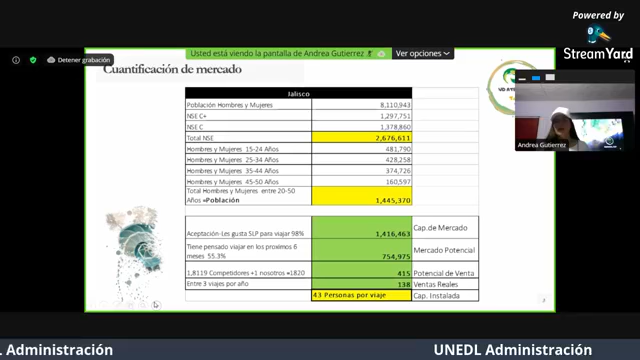 Powered by
StreamYard
Detener grabación
Usted está viendo la pantalla de Andrea Gutierrez
Ver opciones
Cuantificación de mercado
Jalisco
Población Hombres y Mujeres 8,110,943
NSE C+ 1,297,751
NSE C 1,378,860
Total NSE 2,676,611
Hombres y Mujeres 15-24 Años 481,790
Hombres y Mujeres 25-34 Años 428,258
Hombres y Mujeres 35-44 Años 374,726
Hombres y Mujeres 45-50 Años 160,597
Total Hombres y Mujeres entre 20-50
Años =Población 1,445,370
Aceptación-Les gusta SLP para viajar 98% 1,416,463 Cap.de Mercado
Tiene pensado viajar en los proximos 6
meses 55.3% 754,975 Mercado Potencial
1,8119 Competidores +1 nosotros =1820 415 Potencial de Venta
Entre 3 viajes por año 138 Ventas Reales
43 Personas por viaje Cap. Instalada
Andrea Gutierrez
L Administración
UNEDL Administración